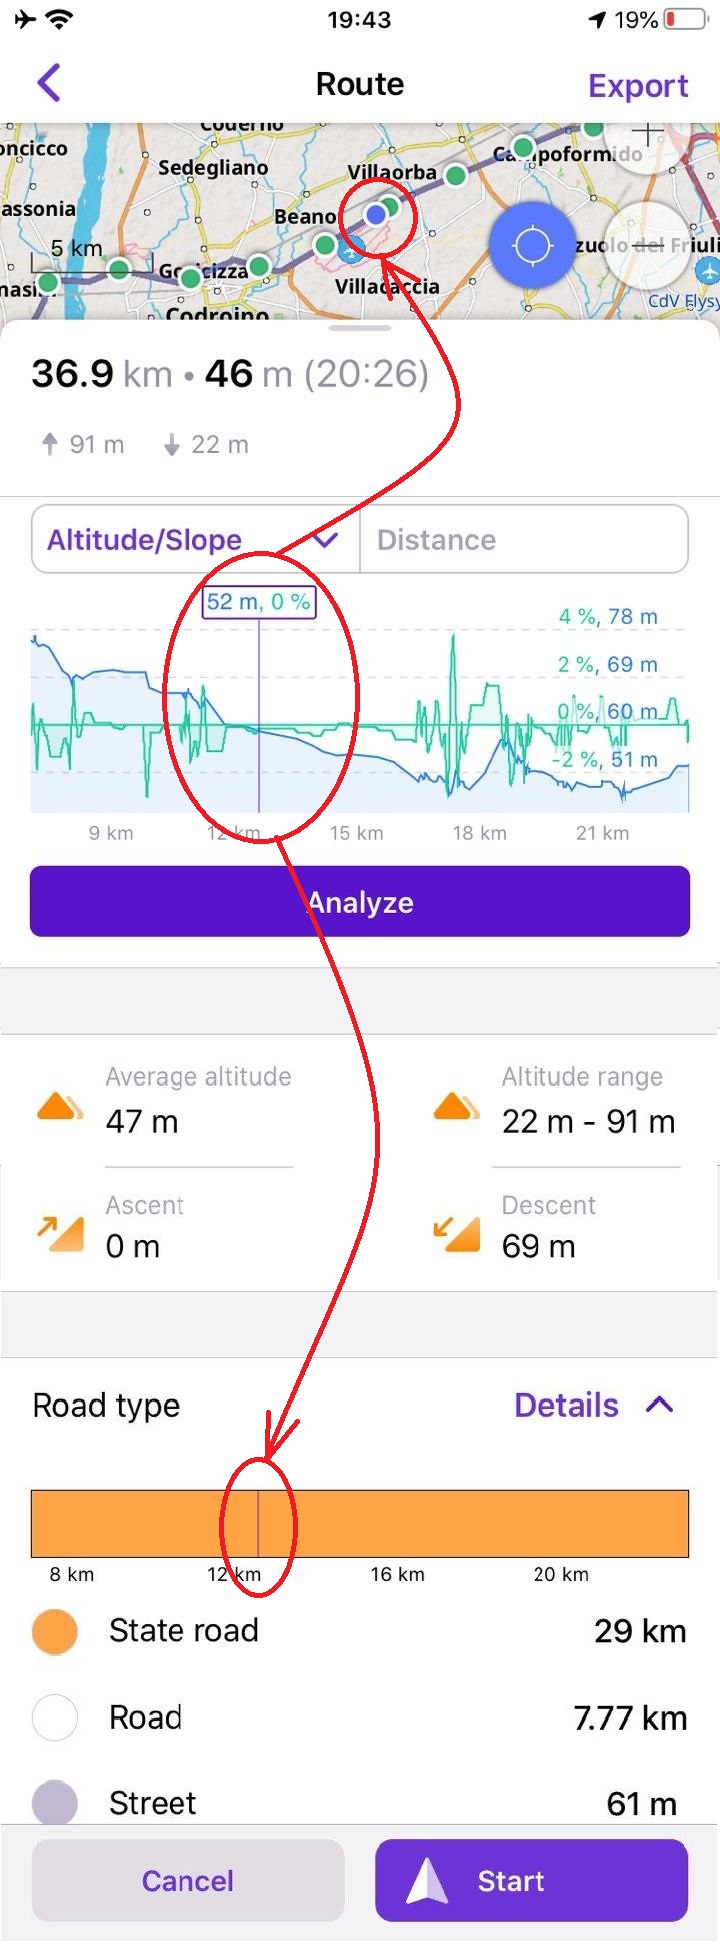 19:43
19%
Route
Export
Coderno
oncicco
Sedegliano
Villaorba
Campoformido
assonia
Beano
5 km
Goricizza
zuolo del Friuli
nasi
Villacaccia
CdV Flysy
Codroipo
36.9 km • 46 m (20:26)
91 m 22 m
Altitude/Slope Distance
52 m, 0 %
4 %, 78 m
2 %, 69 m
0 %, 60 m
-2 %, 51 m
9 km 12 km 15 km 18 km 21 km
Analyze
Average altitude Altitude range
47 m 22 m - 91 m
Ascent Descent
0 m 69 m
Road type Details
8 km 12 km 16 km 20 km
State road 29 km
Road 7.77 km
Street 61 m
Cancel Start